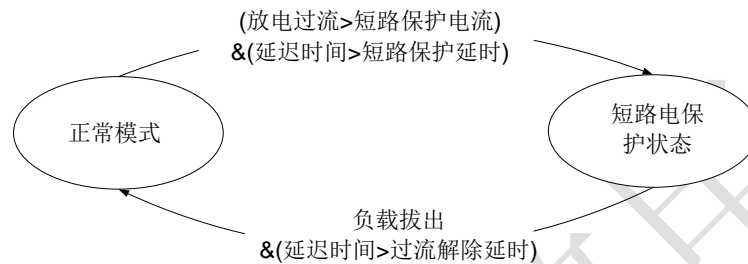 (放电过流>短路保护电流)
&(延迟时间>短路保护延时)
正常模式
短路电保
护状态
负载拔出
&(延迟时间>过流解除延时)